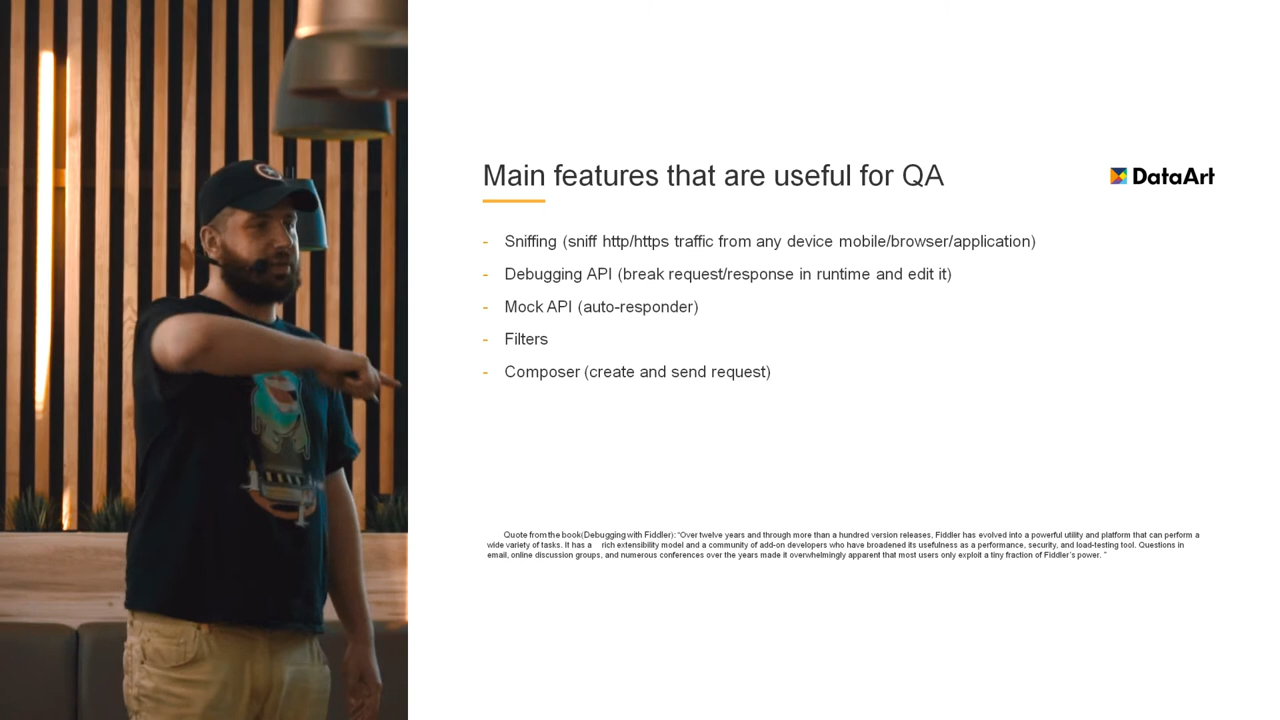 Main features that are useful for QA
DataArt
- Sniffing (sniff http/https traffic from any device mobile/browser/application)
- Debugging API (break request/response in runtime and edit it)
- Mock API (auto-responder)
- Filters
- Composer (create and send request)
Quote from the book(Debugging with Fiddler): “Over twelve years and through more than a hundred version releases, Fiddler has evolved into a powerful utility and platform that can perform a
wide variety of tasks. It has a rich extensibility model and a community of add-on developers who have broadened its usefulness as a performance, security, and load-testing tool. Questions in
email, online discussion groups, and numerous conferences over the years made it overwhelmingly apparent that most users only exploit a tiny fraction of Fiddler’s power. ”